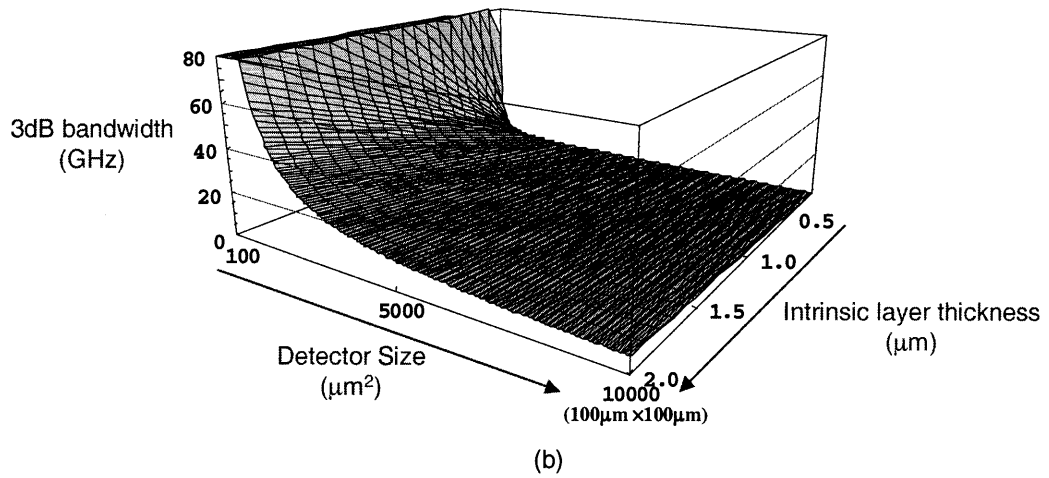 80
60
40
20
0
3dB bandwidth
(GHz)
100
5000
10000
(100μm×100μm)
Detector Size
(μm²)
0.5
1.0
1.5
2.0
Intrinsic layer thickness
(μm)
(b)